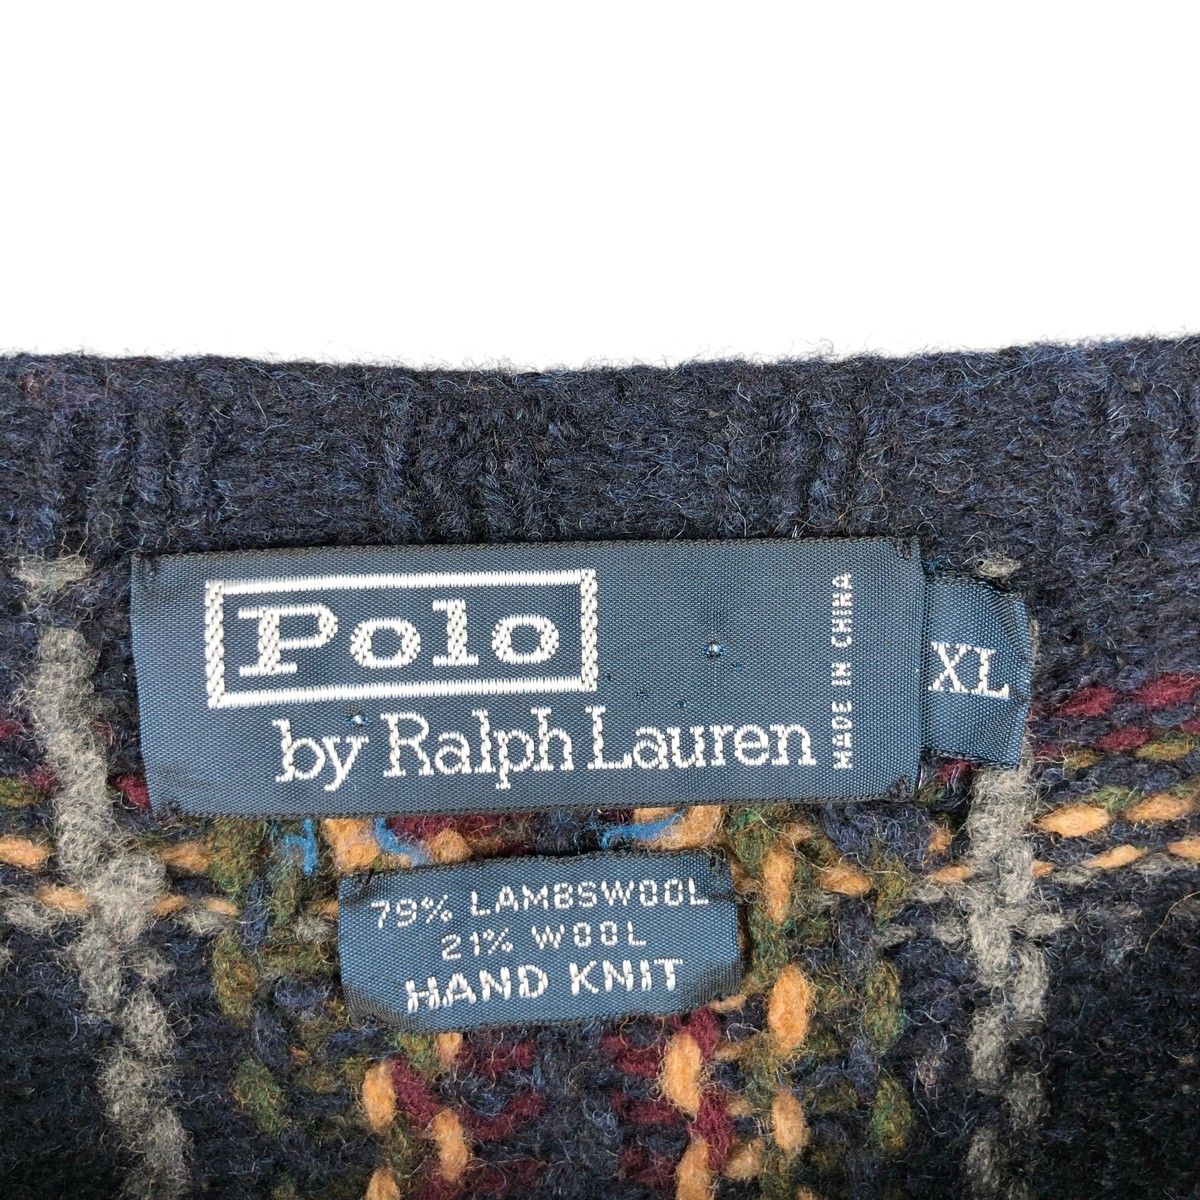 Polo
by Ralph Lauren
MADE IN CHINA
XL
79% LAMBSWOOL
21% WOOL
HAND KNIT